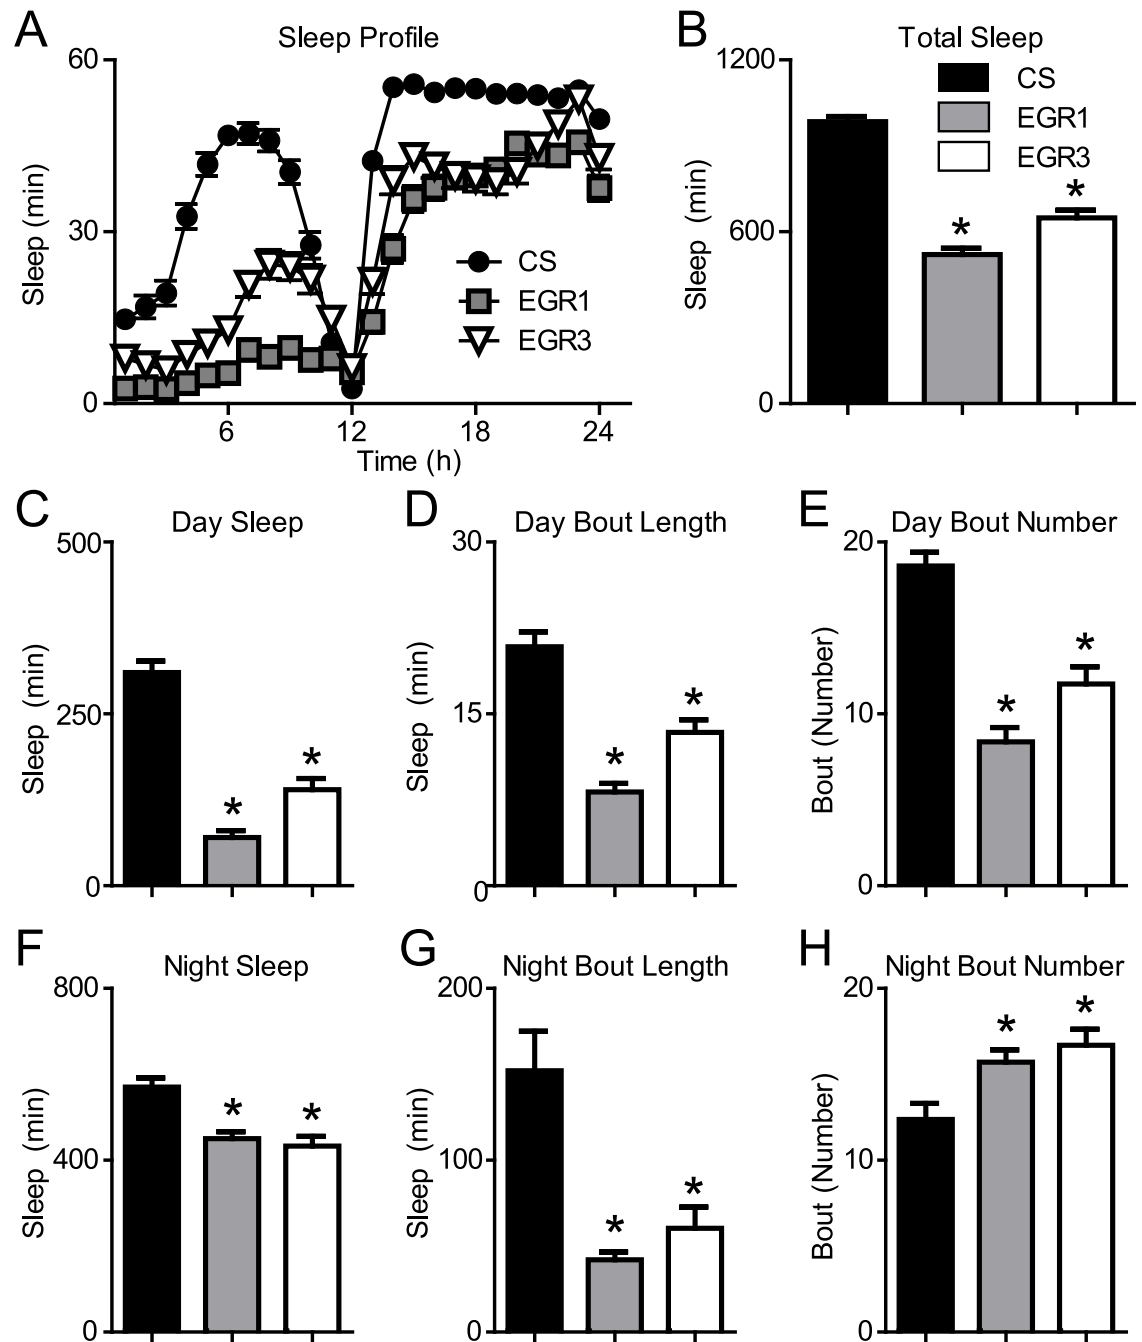 A
Sleep Profile
60
30
0
Sleep (min)
CS
EGR1
EGR3
6
12
18
24
Time (h)
B
Total Sleep
1200
600
0
Sleep (min)
CS
EGR1
EGR3
*
*
C
Day Sleep
500
250
0
Sleep (min)
*
*
D
Day Bout Length
30
15
0
Sleep (min)
*
*
E
Day Bout Number
20
10
0
Bout (Number)
*
*
F
Night Sleep
800
400
0
Sleep (min)
*
*
G
Night Bout Length
200
100
0
Sleep (min)
*
*
H
Night Bout Number
20
10
0
Bout (Number)
*
*